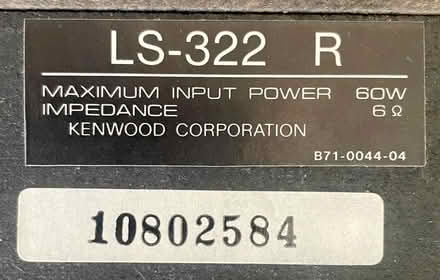 LS-322 R
MAXIMUM INPUT POWER 60W
IMPEDANCE 6Ω
KENWOOD CORPORATION
B71-0044-04
10802584